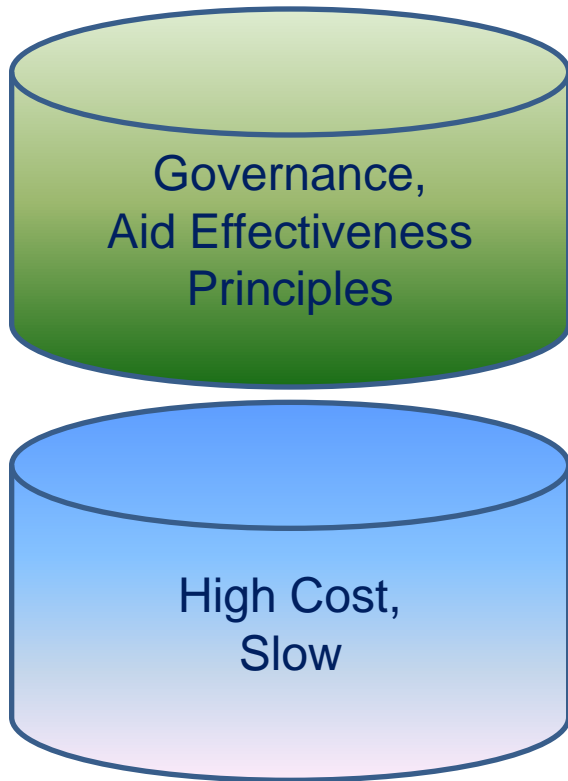 Governance,
Aid Effectiveness
Principles
High Cost,
Slow